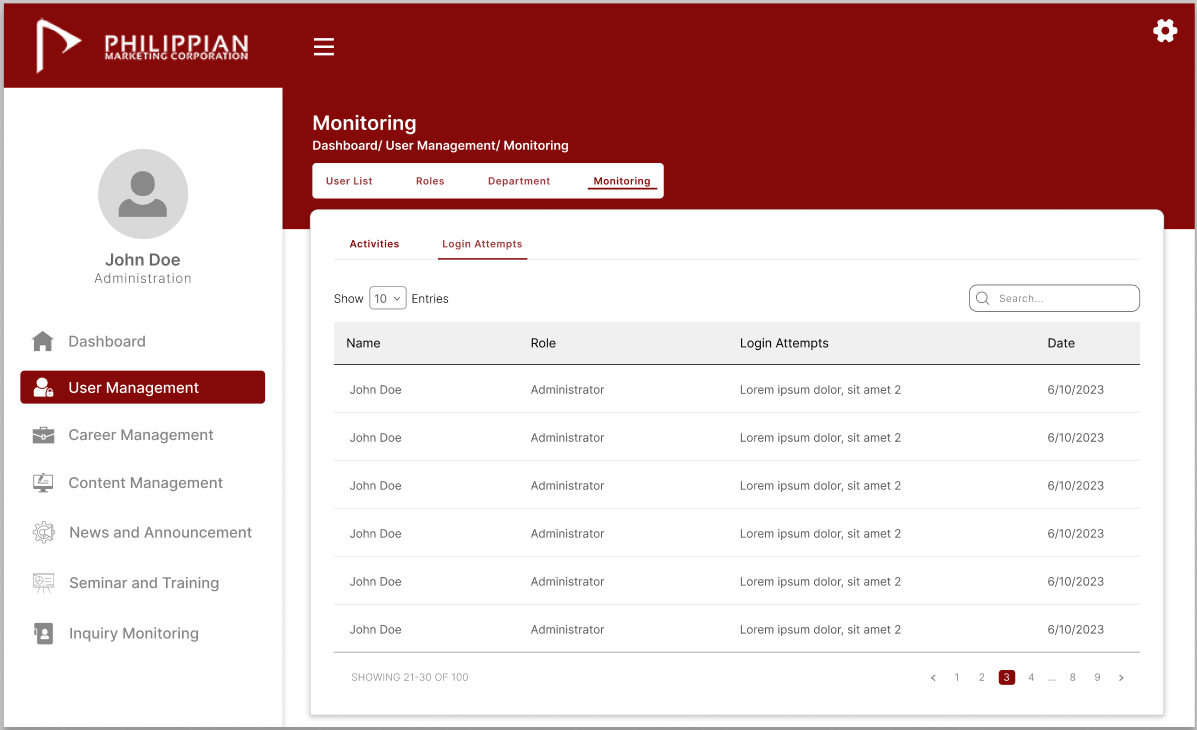 PHILIPPIAN
MARKETING CORPORATION
John Doe
Administration
Dashboard
User Management
Career Management
Content Management
News and Announcement
Seminar and Training
Inquiry Monitoring
Monitoring
Dashboard/ User Management/ Monitoring
User List Roles Department Monitoring
Activities Login Attempts
Show 10 Entries Search...
Name Role Login Attempts Date
John Doe Administrator Lorem ipsum dolor, sit amet 2 6/10/2023
John Doe Administrator Lorem ipsum dolor, sit amet 2 6/10/2023
John Doe Administrator Lorem ipsum dolor, sit amet 2 6/10/2023
John Doe Administrator Lorem ipsum dolor, sit amet 2 6/10/2023
John Doe Administrator Lorem ipsum dolor, sit amet 2 6/10/2023
John Doe Administrator Lorem ipsum dolor, sit amet 2 6/10/2023
SHOWING 21-30 OF 100 < 1 2 3 4 ... 8 9 >